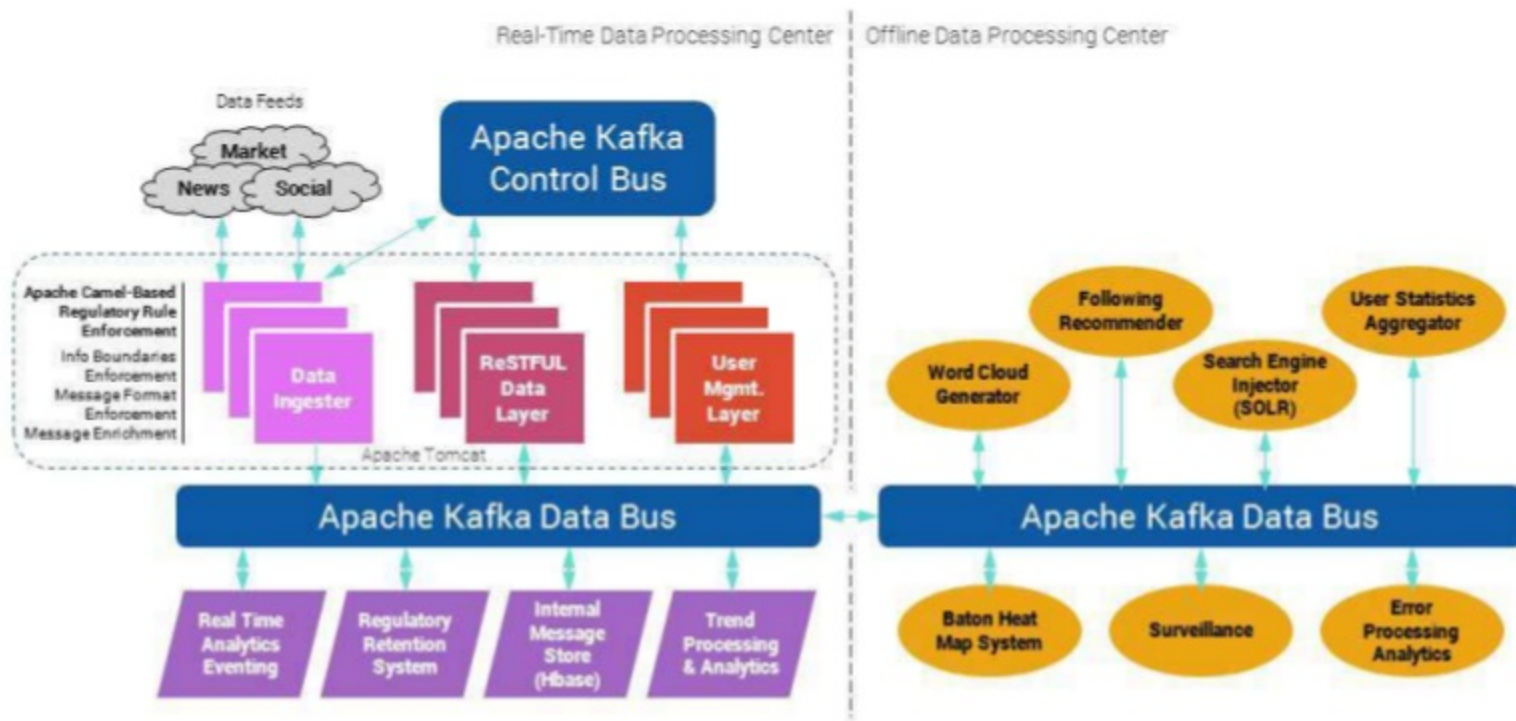 Real-Time Data Processing Center
Offline Data Processing Center
Data Feeds
Market
News
Social
Apache Kafka
Control Bus
Apache Camel-Based
Regulatory Rule
Enforcement
Info Boundaries
Enforcement
Message Format
Enforcement
Message Enrichment
Data
Ingester
ReSTFUL
Data
Layer
User
Mgmt.
Layer
Apache Tomcat
Apache Kafka Data Bus
Real Time
Analytics
Eventing
Regulatory
Retention
System
Internal
Message
Store
(Hbase)
Trend
Processing
& Analytics
Word Cloud
Generator
Following
Recommender
Search Engine
Injector
(SOLR)
User Statistics
Aggregator
Apache Kafka Data Bus
Baton Heat
Map System
Surveillance
Error
Processing
Analytics